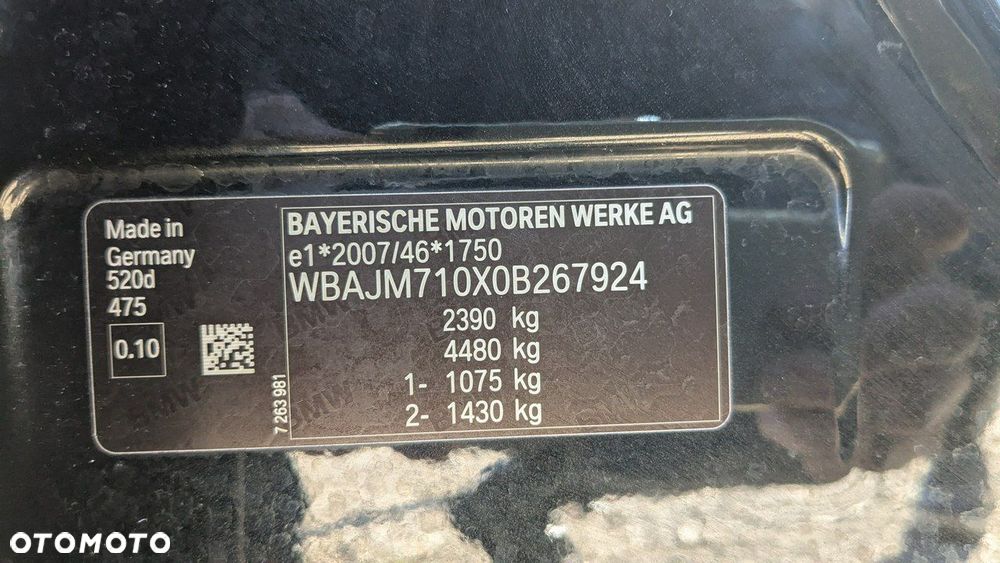 Made in
Germany
520d
475
0.10
7 263 981
BAYERISCHE MOTOREN WERKE AG
e1*2007/46*1750
WBAJM710X0B267924
2390 kg
4480 kg
1- 1075 kg
2- 1430 kg
OTOMOTO